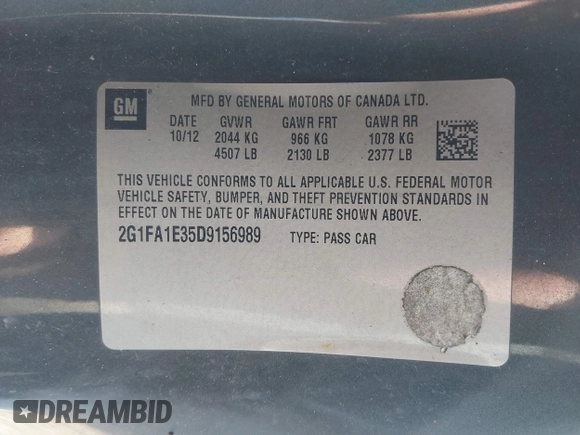 GM
MFD BY GENERAL MOTORS OF CANADA LTD.
DATE GVWR GAWR FRT GAWR RR
10/12 2044 KG 966 KG 1078 KG
4507 LB 2130 LB 2377 LB
THIS VEHICLE CONFORMS TO ALL APPLICABLE U.S. FEDERAL MOTOR
VEHICLE SAFETY, BUMPER, AND THEFT PREVENTION STANDARDS IN
EFFECT ON THE DATE OF MANUFACTURE SHOWN ABOVE.
2G1FA1E35D9156989 TYPE: PASS CAR
DREAMBID